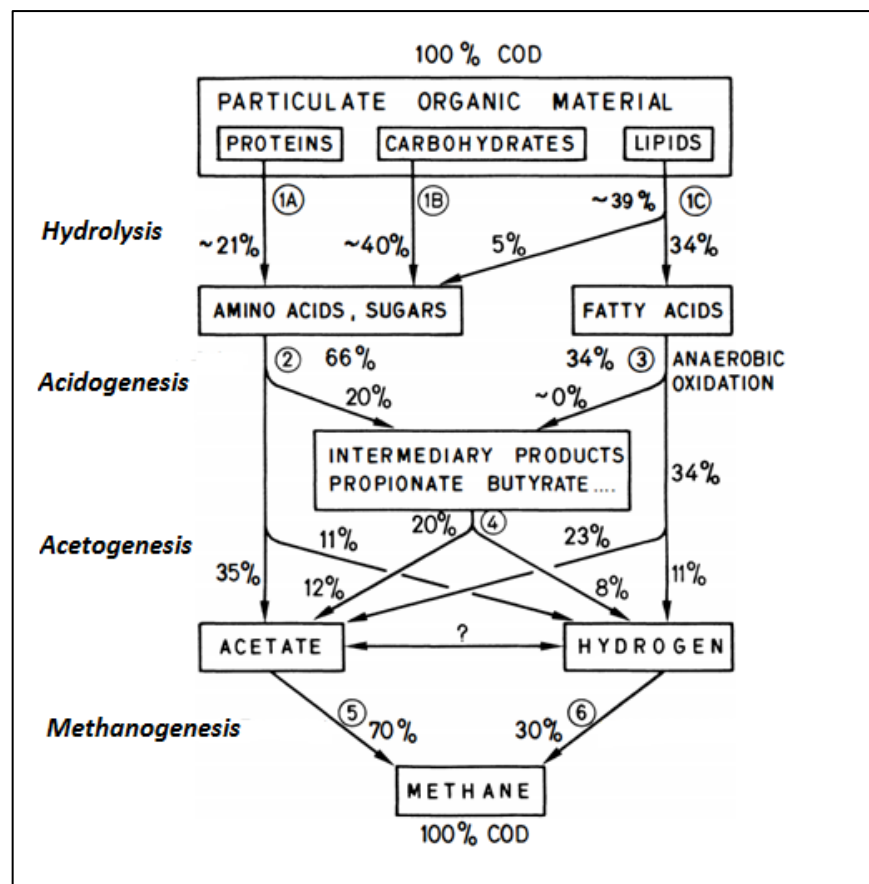 100% COD
PARTICULATE ORGANIC MATERIAL
PROTEINS CARBOHYDRATES LIPIDS
1A 1B ~39% 1C
Hydrolysis
~21% ~40% 5% 34%
AMINO ACIDS, SUGARS FATTY ACIDS
2 66% 34% 3 ANAEROBIC
OXIDATION
Acidogenesis
20% ~0%
INTERMEDIARY PRODUCTS
PROPIONATE BUTYRATE....
34%
20% 4
Acetogenesis
11% 23%
35% 12% 8% 11%
ACETATE ? HYDROGEN
Methanogenesis
5 70% 30% 6
METHANE
100% COD